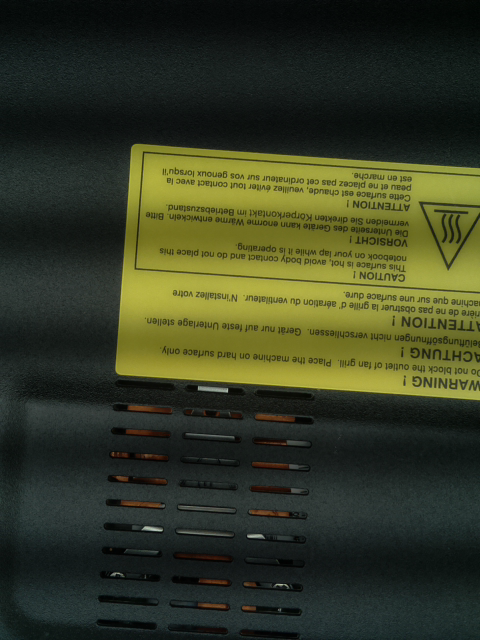 WARNING !
Do not block the outlet of fan grill. Place the machine on hard surface only.
ACHTUNG !
Belüftungsöffnungen nicht verschliessen. Gerät nur auf feste Unterlage stellen.
ATTENTION !
Prière de ne pas obstruer la grille d' aération du ventilateur. N'installez votre
machine que sur une surface dure.
CAUTION !
This surface is hot, avoid body contact and do not place this
notebook on your lap while it is operating.
VORSICHT !
Die Unterseite des Gerätes kann enorme Wärme entwickeln. Bitte
vermeiden Sie direkten Körperkontakt im Betriebszustand.
ATTENTION !
Cette surface est chaude, veuillez éviter tout contact avec la
peau et ne placez pas cet ordinateur sur vos genoux lorsqu'il
est en marche.